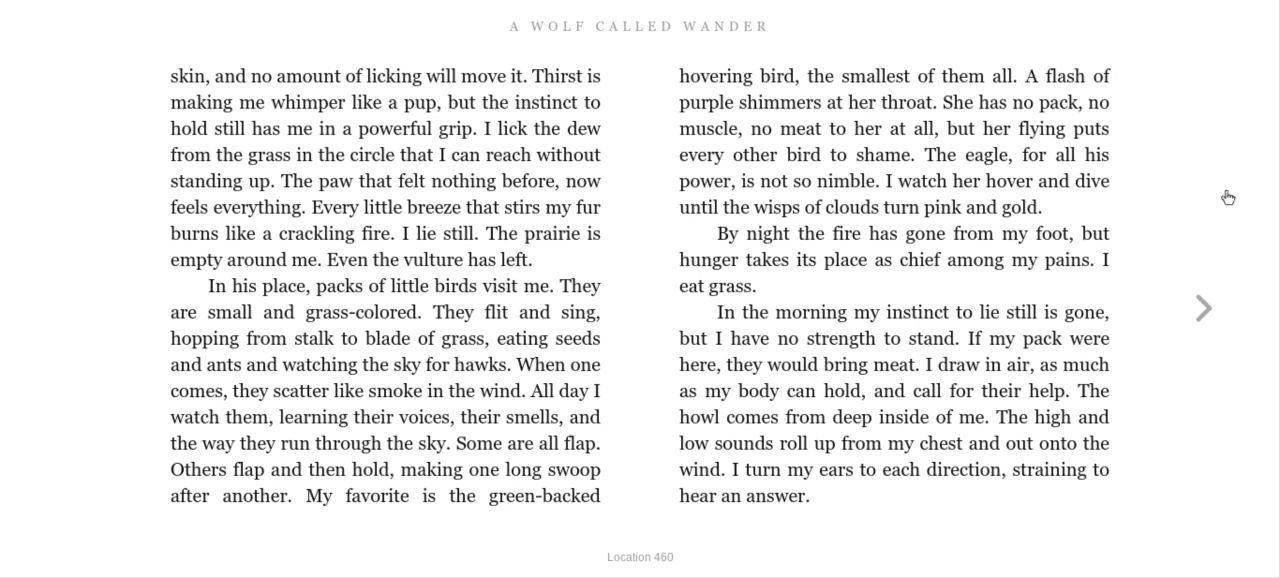 A WOLF CALLED WANDER
skin, and no amount of licking will move it. Thirst is
making me whimper like a pup, but the instinct to
hold still has me in a powerful grip. I lick the dew
from the grass in the circle that I can reach without
standing up. The paw that felt nothing before, now
feels everything. Every little breeze that stirs my fur
burns like a crackling fire. I lie still. The prairie is
empty around me. Even the vulture has left.
In his place, packs of little birds visit me. They
are small and grass-colored. They flit and sing,
hopping from stalk to blade of grass, eating seeds
and ants and watching the sky for hawks. When one
comes, they scatter like smoke in the wind. All day I
watch them, learning their voices, their smells, and
the way they run through the sky. Some are all flap.
Others flap and then hold, making one long swoop
after another. My favorite is the green-backed
hovering bird, the smallest of them all. A flash of
purple shimmers at her throat. She has no pack, no
muscle, no meat to her at all, but her flying puts
every other bird to shame. The eagle, for all his
power, is not so nimble. I watch her hover and dive
until the wisps of clouds turn pink and gold.
By night the fire has gone from my foot, but
hunger takes its place as chief among my pains. I
eat grass.
In the morning my instinct to lie still is gone,
but I have no strength to stand. If my pack were
here, they would bring meat. I draw in air, as much
as my body can hold, and call for their help. The
howl comes from deep inside of me. The high and
low sounds roll up from my chest and out onto the
wind. I turn my ears to each direction, straining to
hear an answer.
Location 460